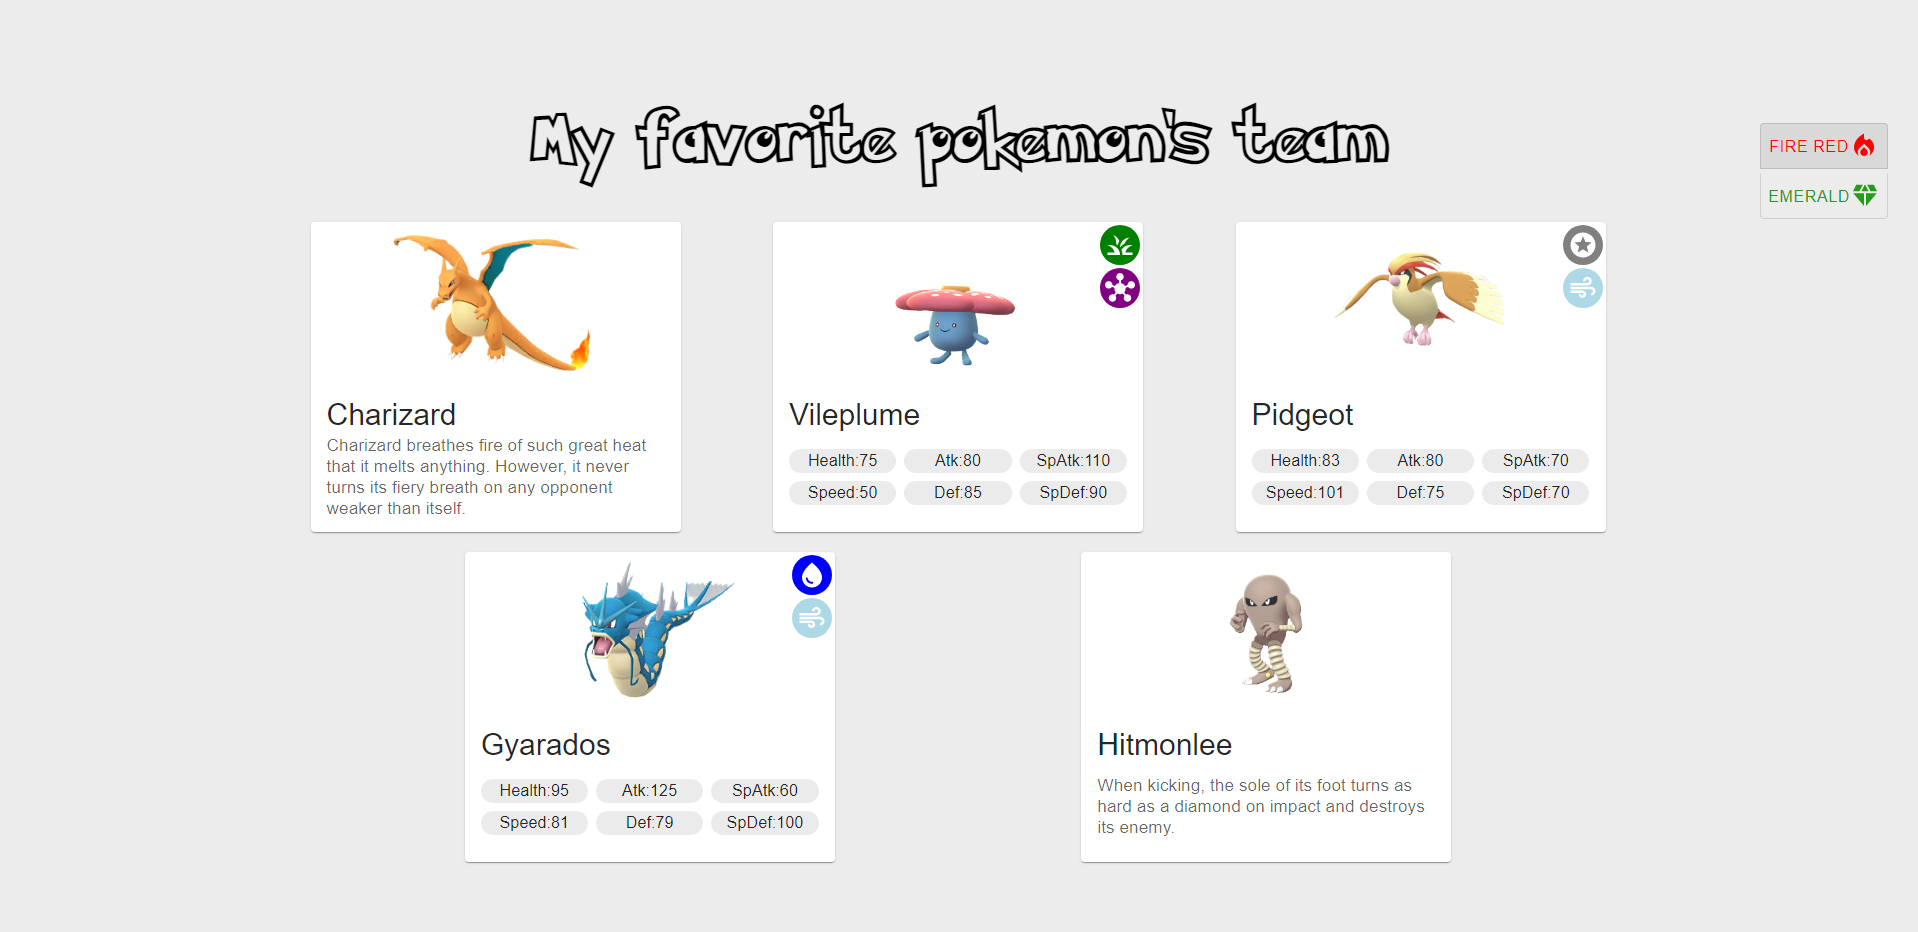 My favorite pokemon's team
FIRE RED
EMERALD
Charizard
Charizard breathes fire of such great heat
that it melts anything. However, it never
turns its fiery breath on any opponent
weaker than itself.
Vileplume
Health:75 Atk:80 SpAtk:110
Speed:50 Def:85 SpDef:90
Pidgeot
Health:83 Atk:80 SpAtk:70
Speed:101 Def:75 SpDef:70
Gyarados
Health:95 Atk:125 SpAtk:60
Speed:81 Def:79 SpDef:100
Hitmonlee
When kicking, the sole of its foot turns as
hard as a diamond on impact and destroys
its enemy.